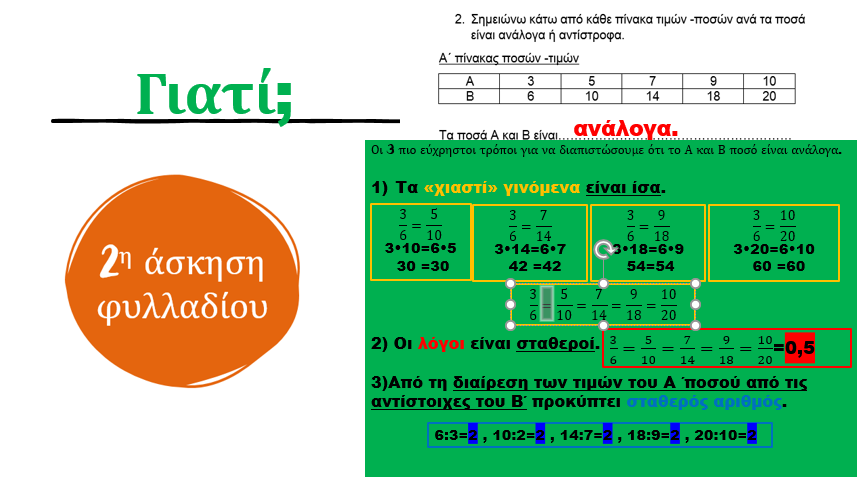 Γιατί;
2η άσκηση
φυλλαδίου
2. Σημειώνω κάτω από κάθε πίνακα τιμών -ποσών ανά τα ποσά
είναι ανάλογα ή αντίστροφα.
Α΄ πίνακας ποσών -τιμών
Α 3 5 7 9 10
Β 6 10 14 18 20
Τα ποσά Α και Β είναι......ανάλογα.......
Οι 3 πιο εύχρηστοι τρόποι για να διαπιστώσουμε ότι το Α και Β ποσό είναι ανάλογα.
1) Τα «χιαστί» γινόμενα είναι ίσα.
3/6 = 5/10 3/6 = 7/14 3/6 = 9/18 3/6 = 10/20
3•10=6•5 3•14=6•7 3•18=6•9 3•20=6•10
30 =30 42 =42 54=54 60 =60
3/6 = 5/10 = 7/14 = 9/18 = 10/20
2) Οι λόγοι είναι σταθεροί. 3/6 = 5/10 = 7/14 = 9/18 = 10/20=0,5
3)Από τη διαίρεση των τιμών του Α΄ποσού από τις
αντίστοιχες του Β΄ προκύπτει σταθερός αριθμός.
6:3=2 , 10:2=2 , 14:7=2 , 18:9=2 , 20:10=2